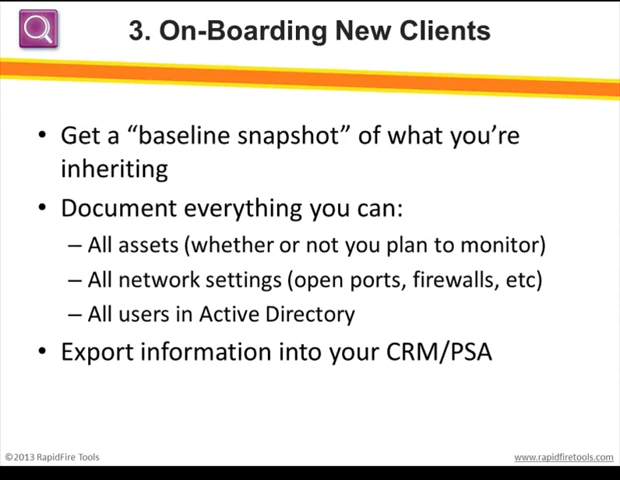 3. On-Boarding New Clients
• Get a “baseline snapshot” of what you’re
inheriting
• Document everything you can:
– All assets (whether or not you plan to monitor)
– All network settings (open ports, firewalls, etc)
– All users in Active Directory
• Export information into your CRM/PSA
©2013 RapidFire Tools
www.rapidfiretools.com